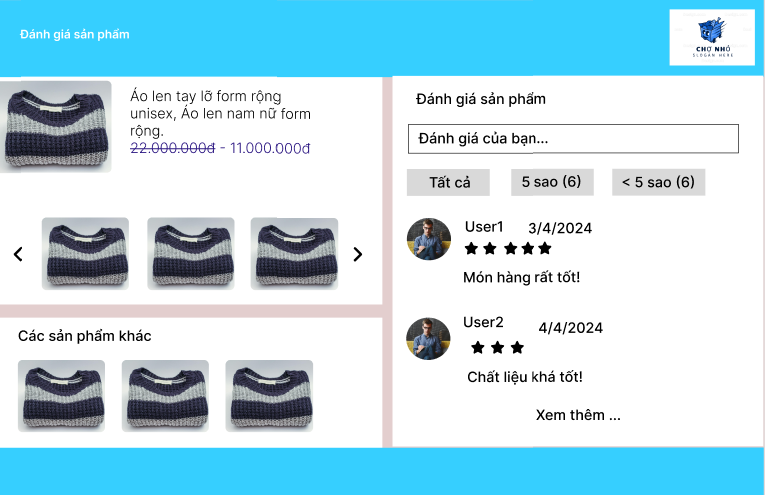 Đánh giá sản phẩm
CHỢ NHỎ
SLOGAN HERE
Áo len tay lỡ form rộng
unisex, Áo len nam nữ form
rộng.
22.000.000đ - 11.000.000đ
Các sản phẩm khác
Đánh giá sản phẩm
Đánh giá của bạn...
Tất cả
5 sao (6)
< 5 sao (6)
User1
3/4/2024
Món hàng rất tốt!
User2
4/4/2024
Chất liệu khá tốt!
Xem thêm ...